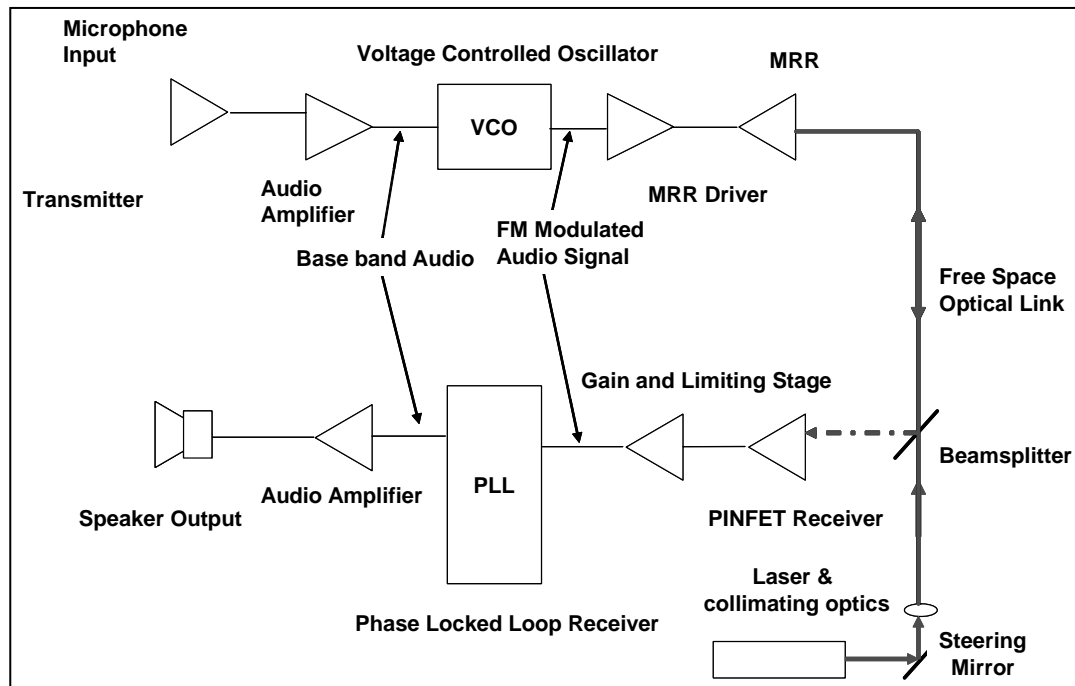 Microphone
Input
Voltage Controlled Oscillator
MRR
VCO
Transmitter
Audio
Amplifier
MRR Driver
Base band Audio
FM Modulated
Audio Signal
Free Space
Optical Link
Gain and Limiting Stage
PLL
Beamsplitter
Audio Amplifier
Speaker Output
PINFET Receiver
Laser &
collimating optics
Phase Locked Loop Receiver
Steering
Mirror